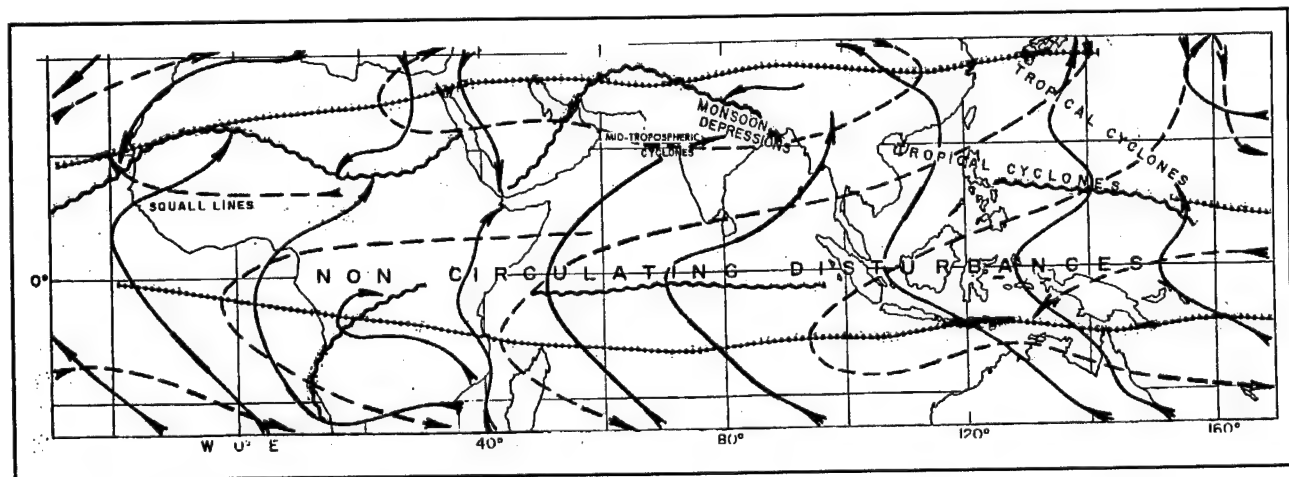 TROPICAL CYCLONES
MONSOON
DEPRESSIONS
MID-TROPOSPHERIC
CYCLONES
TROPICAL CYCLONES
SQUALL LINES
NON CIRCULATING DISTURBANCES
0°
W 0° E
40°
80°
120°
160°